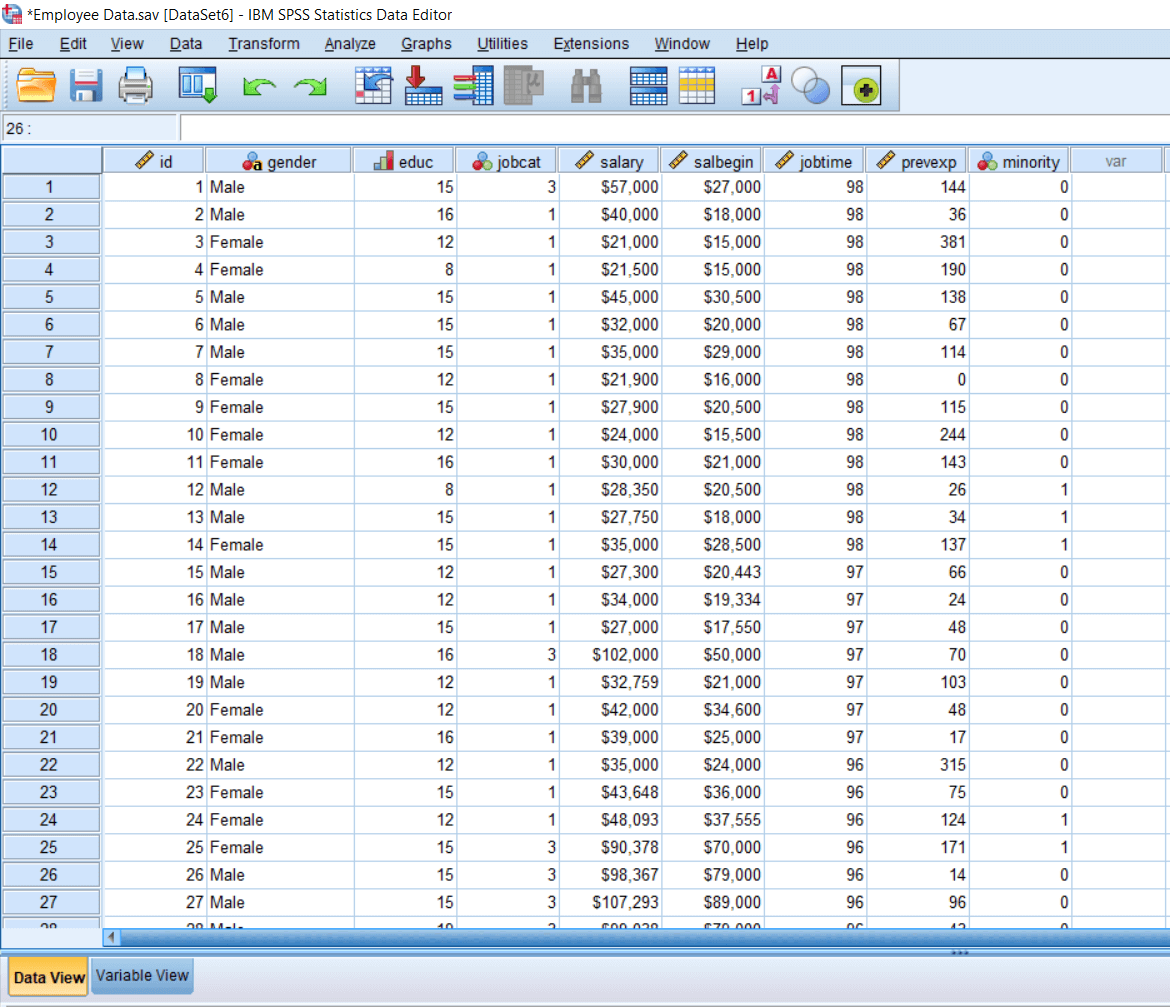 *Employee Data.sav [DataSet6] - IBM SPSS Statistics Data Editor
File Edit View Data Transform Analyze Graphs Utilities Extensions Window Help
A
1
26 :
id a gender educ jobcat salary salbegin jobtime prevexp minority var
1 1 Male 15 3 $57,000 $27,000 98 144 0
2 2 Male 16 1 $40,000 $18,000 98 36 0
3 3 Female 12 1 $21,000 $15,000 98 381 0
4 4 Female 8 1 $21,500 $15,000 98 190 0
5 5 Male 15 1 $45,000 $30,500 98 138 0
6 6 Male 15 1 $32,000 $20,000 98 67 0
7 7 Male 15 1 $35,000 $29,000 98 114 0
8 8 Female 12 1 $21,900 $16,000 98 0 0
9 9 Female 15 1 $27,900 $20,500 98 115 0
10 10 Female 12 1 $24,000 $15,500 98 244 0
11 11 Female 16 1 $30,000 $21,000 98 143 0
12 12 Male 8 1 $28,350 $20,500 98 26 1
13 13 Male 15 1 $27,750 $18,000 98 34 1
14 14 Female 15 1 $35,000 $28,500 98 137 1
15 15 Male 12 1 $27,300 $20,443 97 66 0
16 16 Male 12 1 $34,000 $19,334 97 24 0
17 17 Male 15 1 $27,000 $17,550 97 48 0
18 18 Male 16 3 $102,000 $50,000 97 70 0
19 19 Male 12 1 $32,759 $21,000 97 103 0
20 20 Female 12 1 $42,000 $34,600 97 48 0
21 21 Female 16 1 $39,000 $25,000 97 17 0
22 22 Male 12 1 $35,000 $24,000 96 315 0
23 23 Female 15 1 $43,648 $36,000 96 75 0
24 24 Female 12 1 $48,093 $37,555 96 124 1
25 25 Female 15 3 $90,378 $70,000 96 171 1
26 26 Male 15 3 $98,367 $79,000 96 14 0
27 27 Male 15 3 $107,293 $89,000 96 96 0
Data View Variable View